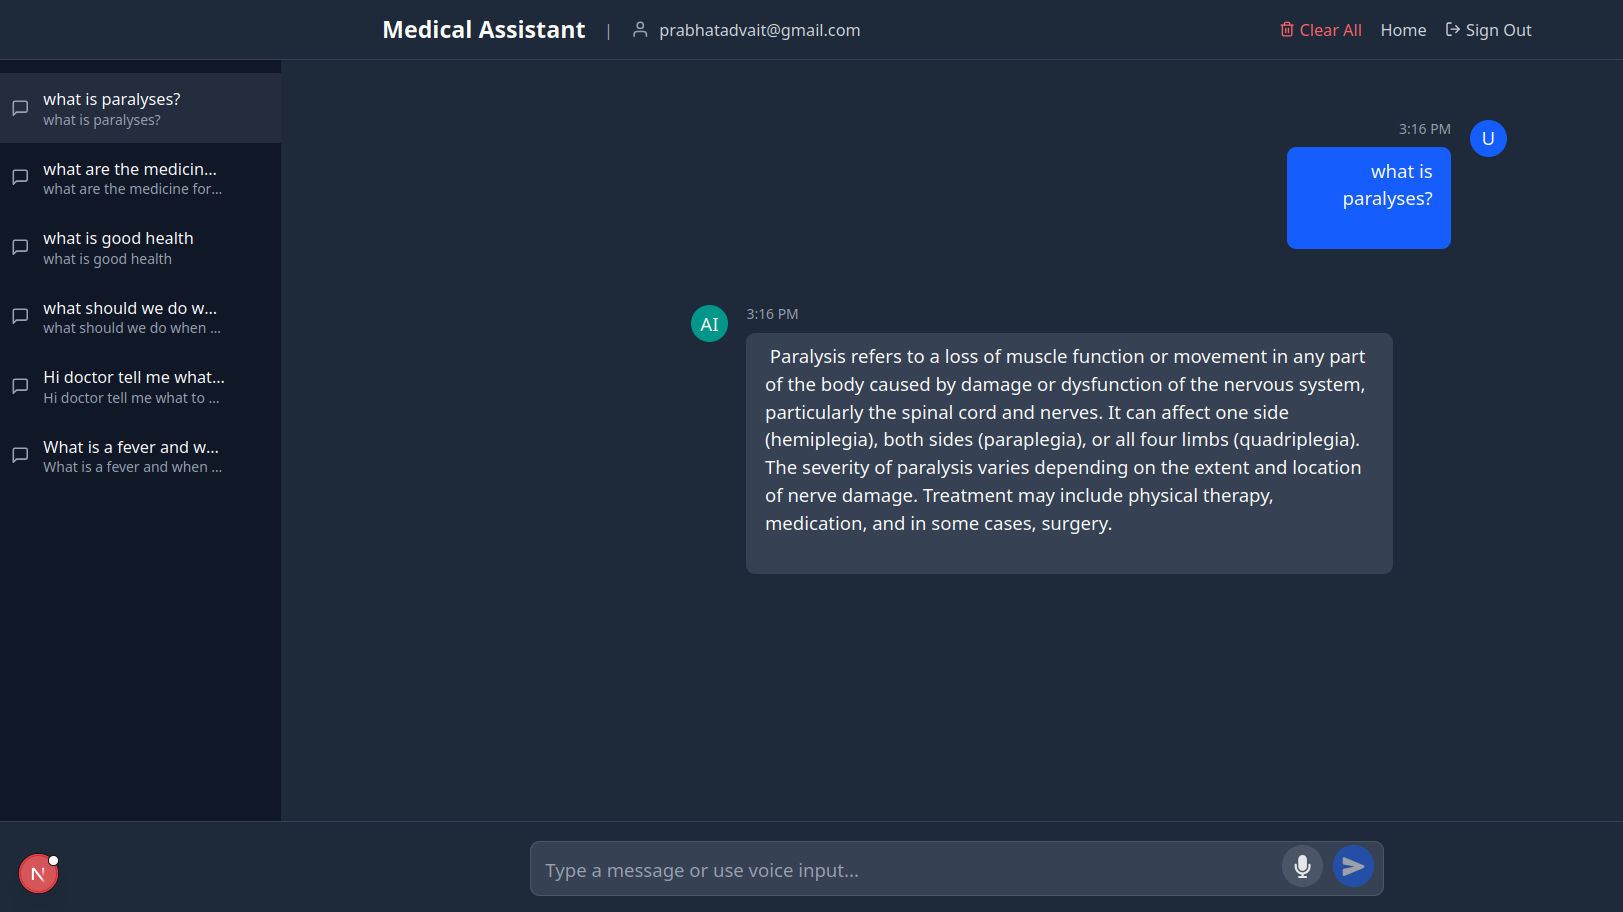 Medical Assistant | prabhatadvait@gmail.com Clear All Home Sign Out
what is paralyses?
what is paralyses?
what are the medicin...
what are the medicine for...
what is good health
what is good health
what should we do w...
what should we do when ...
Hi doctor tell me what...
Hi doctor tell me what to ...
What is a fever and w...
What is a fever and when ...
3:16 PM
U
what is
paralyses?
AI
3:16 PM
Paralysis refers to a loss of muscle function or movement in any part
of the body caused by damage or dysfunction of the nervous system,
particularly the spinal cord and nerves. It can affect one side
(hemiplegia), both sides (paraplegia), or all four limbs (quadriplegia).
The severity of paralysis varies depending on the extent and location
of nerve damage. Treatment may include physical therapy,
medication, and in some cases, surgery.
N
Type a message or use voice input...